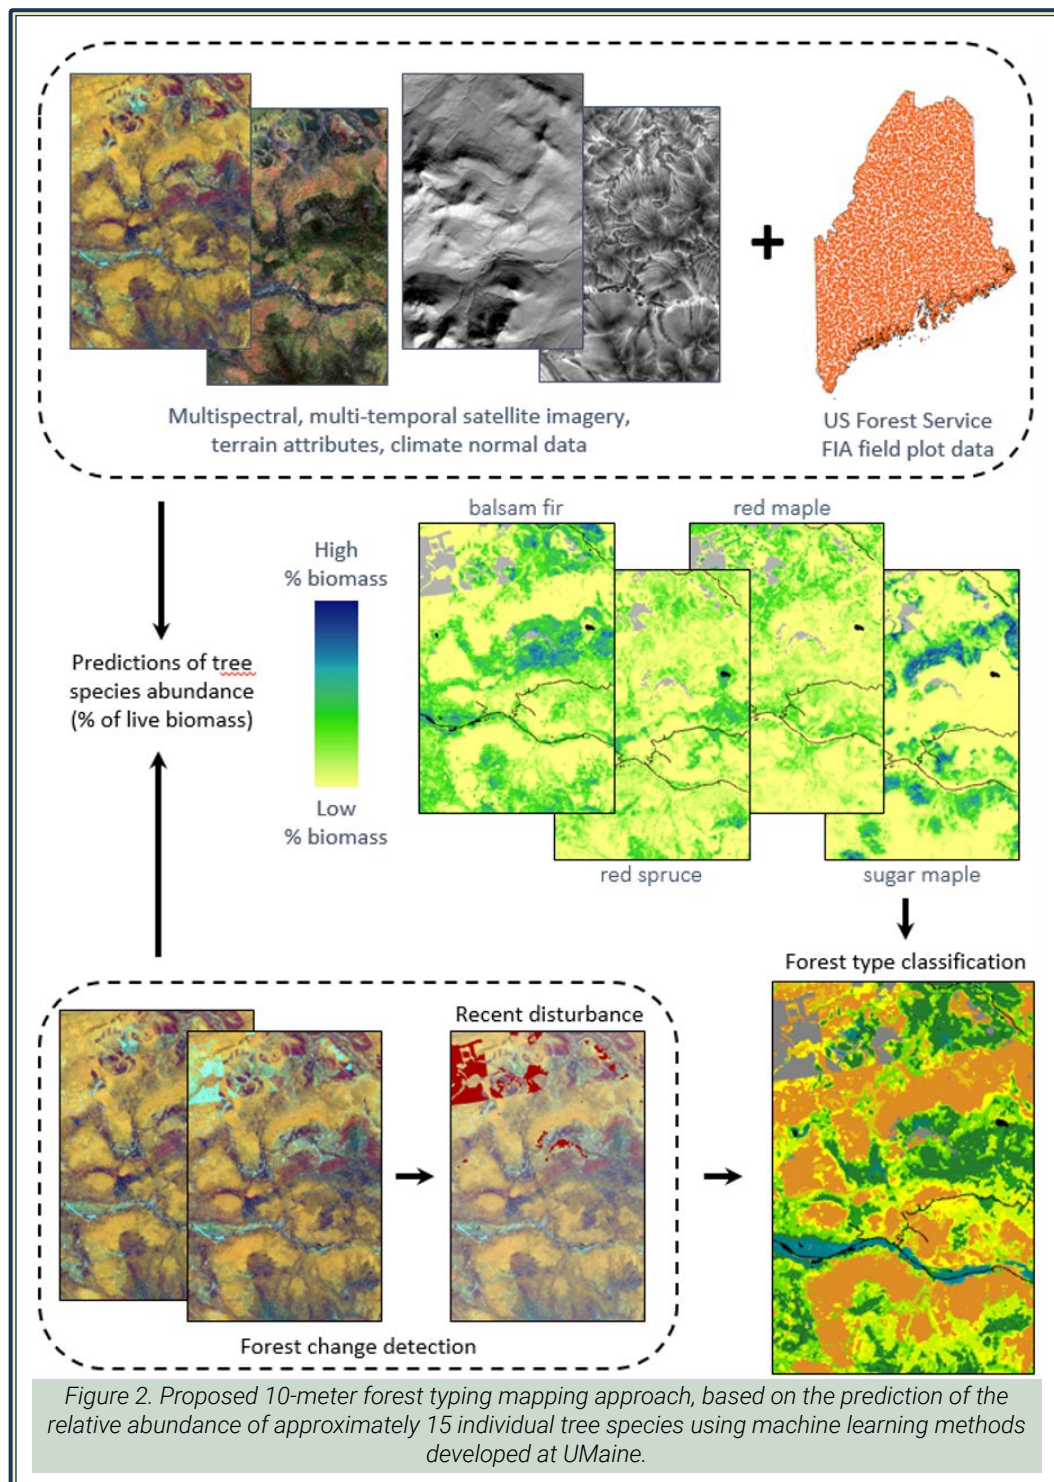 Multispectral, multi-temporal satellite imagery,
terrain attributes, climate normal data
US Forest Service
FIA field plot data
balsam fir
red maple
High
% biomass
Predictions of tree
species abundance
(% of live biomass)
Low
% biomass
red spruce
sugar maple
Forest type classification
Recent disturbance
Forest change detection
Figure 2. Proposed 10-meter forest typing mapping approach, based on the prediction of the
relative abundance of approximately 15 individual tree species using machine learning methods
developed at UMaine.